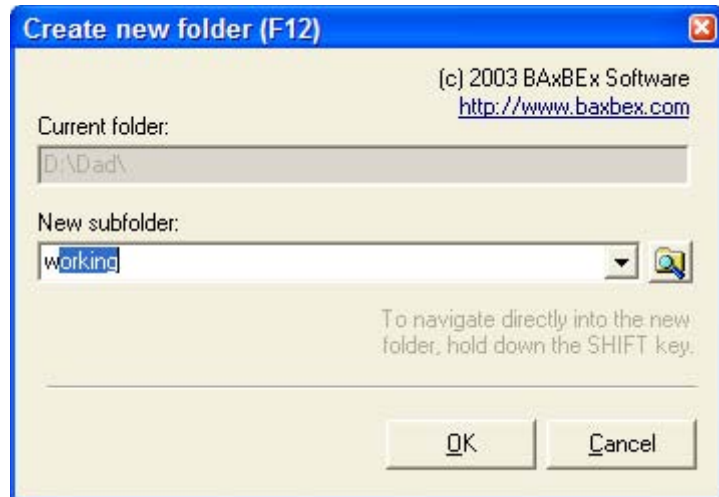 Create new folder (F12)
(c) 2003 BAxBEx Software
http://www.baxbex.com
Current folder:
D:\Dad\
New subfolder:
working
To navigate directly into the new
folder, hold down the SHIFT key.
OK
Cancel